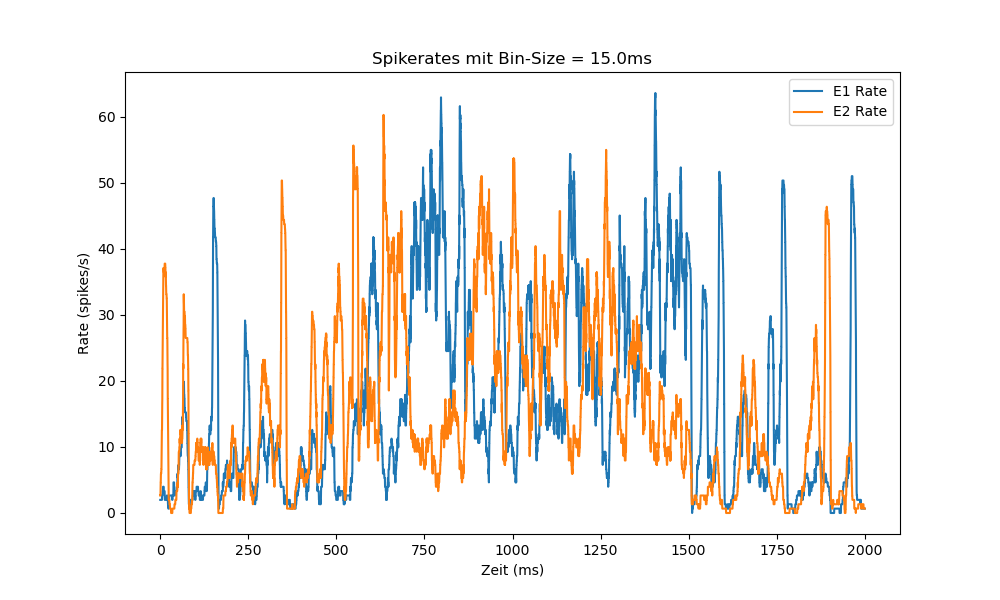 Spikerates mit Bin-Size = 15.0ms
E1 Rate
E2 Rate
60
50
40
30
20
10
0
Rate (spikes/s)
0 250 500 750 1000 1250 1500 1750 2000
Zeit (ms)